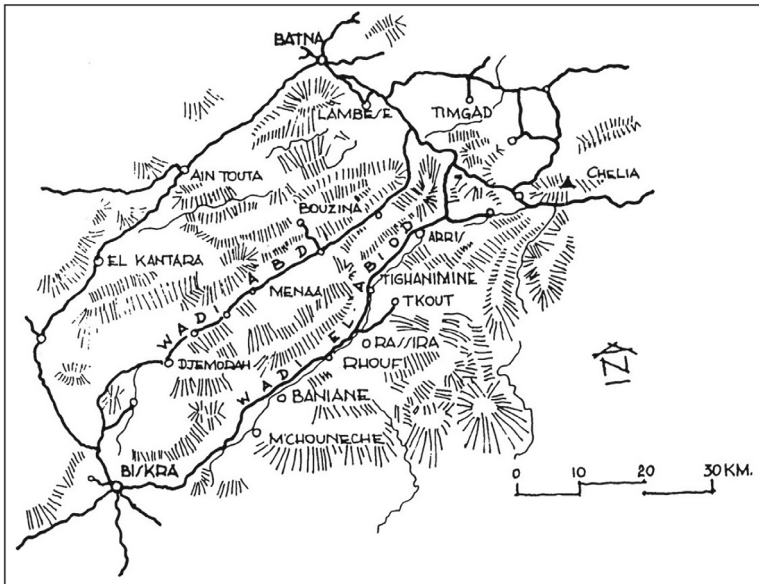 BATNA
LAMBESE
TIMGAD
AIN TOUTA
CHELIA
BOUZINA
ARRIS
EL KANTARA
WADI ABD
MENAA
TIGHANIMINE
TKOUT
WADI EL ABIOD
RASSIRA
RHOUFI
DJEMORAH
BANIANE
M'CHOUNECHE
BISKRA
N
0 10 20 30 KM.